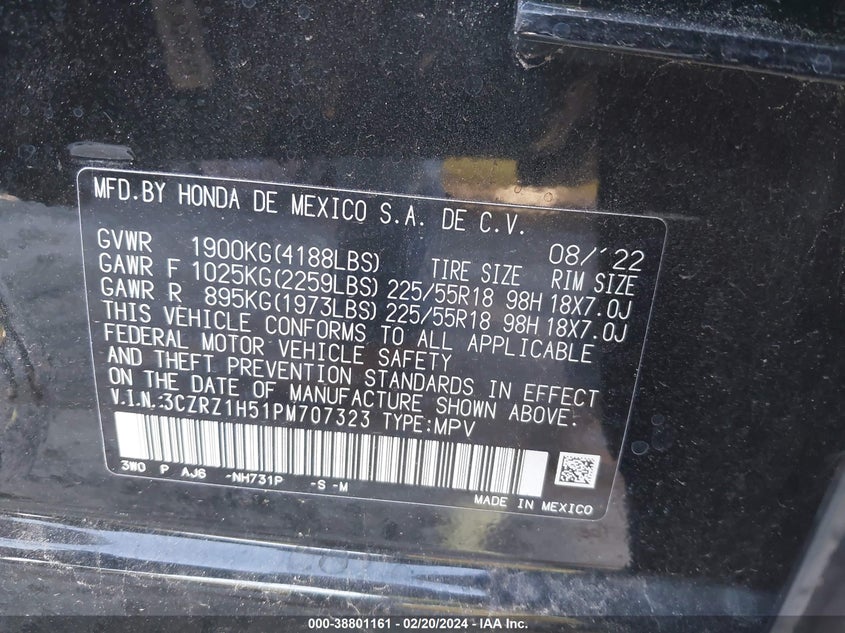 MFD.BY HONDA DE MEXICO S.A. DE C.V. 08/'22
GVWR 1900KG(4188LBS) TIRE SIZE RIM SIZE
GAWR F 1025KG(2259LBS) 225/55R18 98H 18X7.0J
GAWR R 895KG(1973LBS) 225/55R18 98H 18X7.0J
THIS VEHICLE CONFORMS TO ALL APPLICABLE
FEDERAL MOTOR VEHICLE SAFETY
AND THEFT PREVENTION STANDARDS IN EFFECT
ON THE DATE OF MANUFACTURE SHOWN ABOVE.
V.I.N.:3CZRZ1H51PM707323 TYPE:MPV
3W0 P AJ6 -NH731P -S-M
MADE IN MEXICO
000-38801161 - 02/20/2024 - IAA Inc.